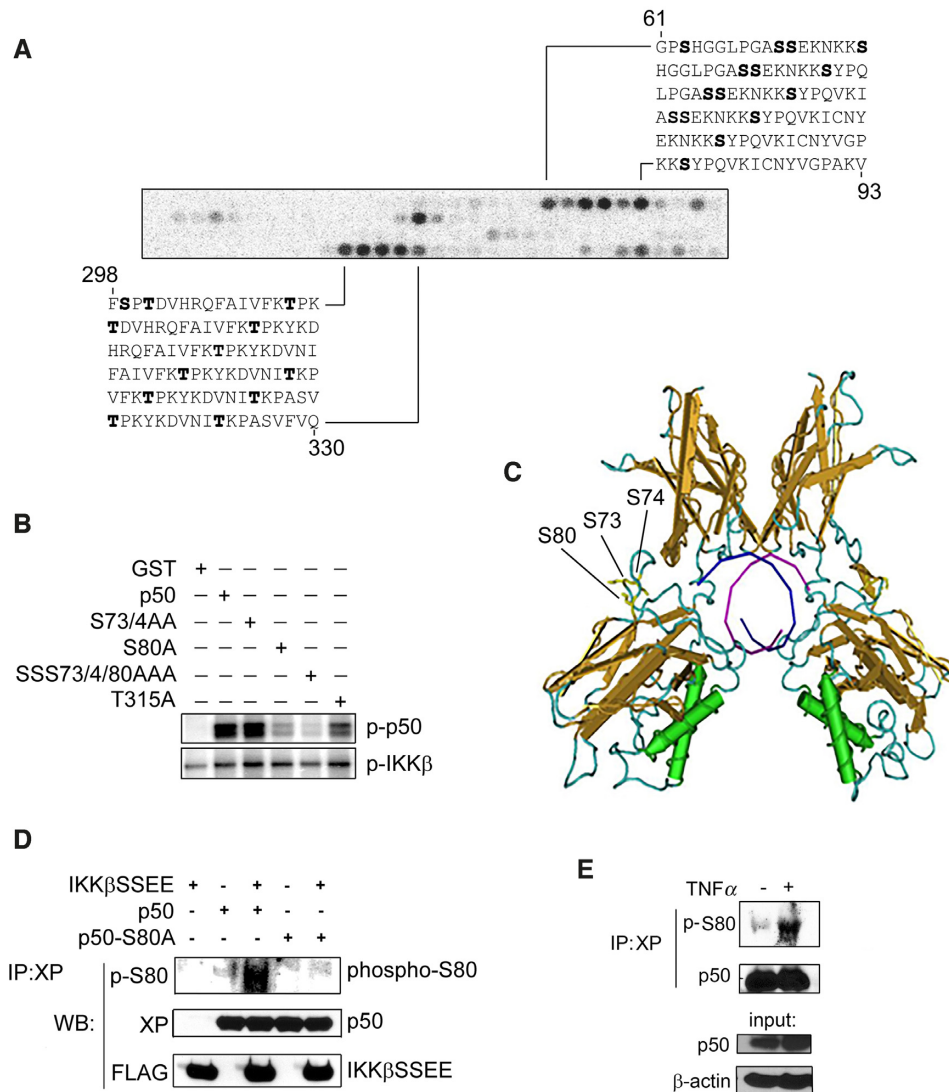 A
61
GPSHGGLPGASSEKNKKS
HGGLPGASSEKNKKSYPQ
LPGASSEKNKKSYPQVKI
ASSEKNKKSYPQVKICNY
EKNKKSYPQVKICNYVGP
KKSYPQVKICNYVGPAKV
93
298
FSPTDVHRQFAIVFKTPK
TDVHRQFAIVFKTPKYKD
HRQFAIVFKTPKYKDVNI
FAIVFKTPKYKDVNITKP
VFKTPKYKDVNITKPASV
TPKYKDVNITKPASVFVQ
330
B
GST + – – – – –
p50 – + – – – –
S73/4AA – – + – – –
S80A – – – + – –
SSS73/4/80AAA – – – – + –
T315A – – – – – +
p-p50
p-IKKβ
C
S74
S73
S80
D
IKKβSSEE + - + - +
p50 - + + - -
p50-S80A - - - + +
IP:XP p-S80 phospho-S80
WB: XP p50
FLAG IKKβSSEE
E
TNFα - +
IP:XP
p-S80
p50
input:
p50
β-actin